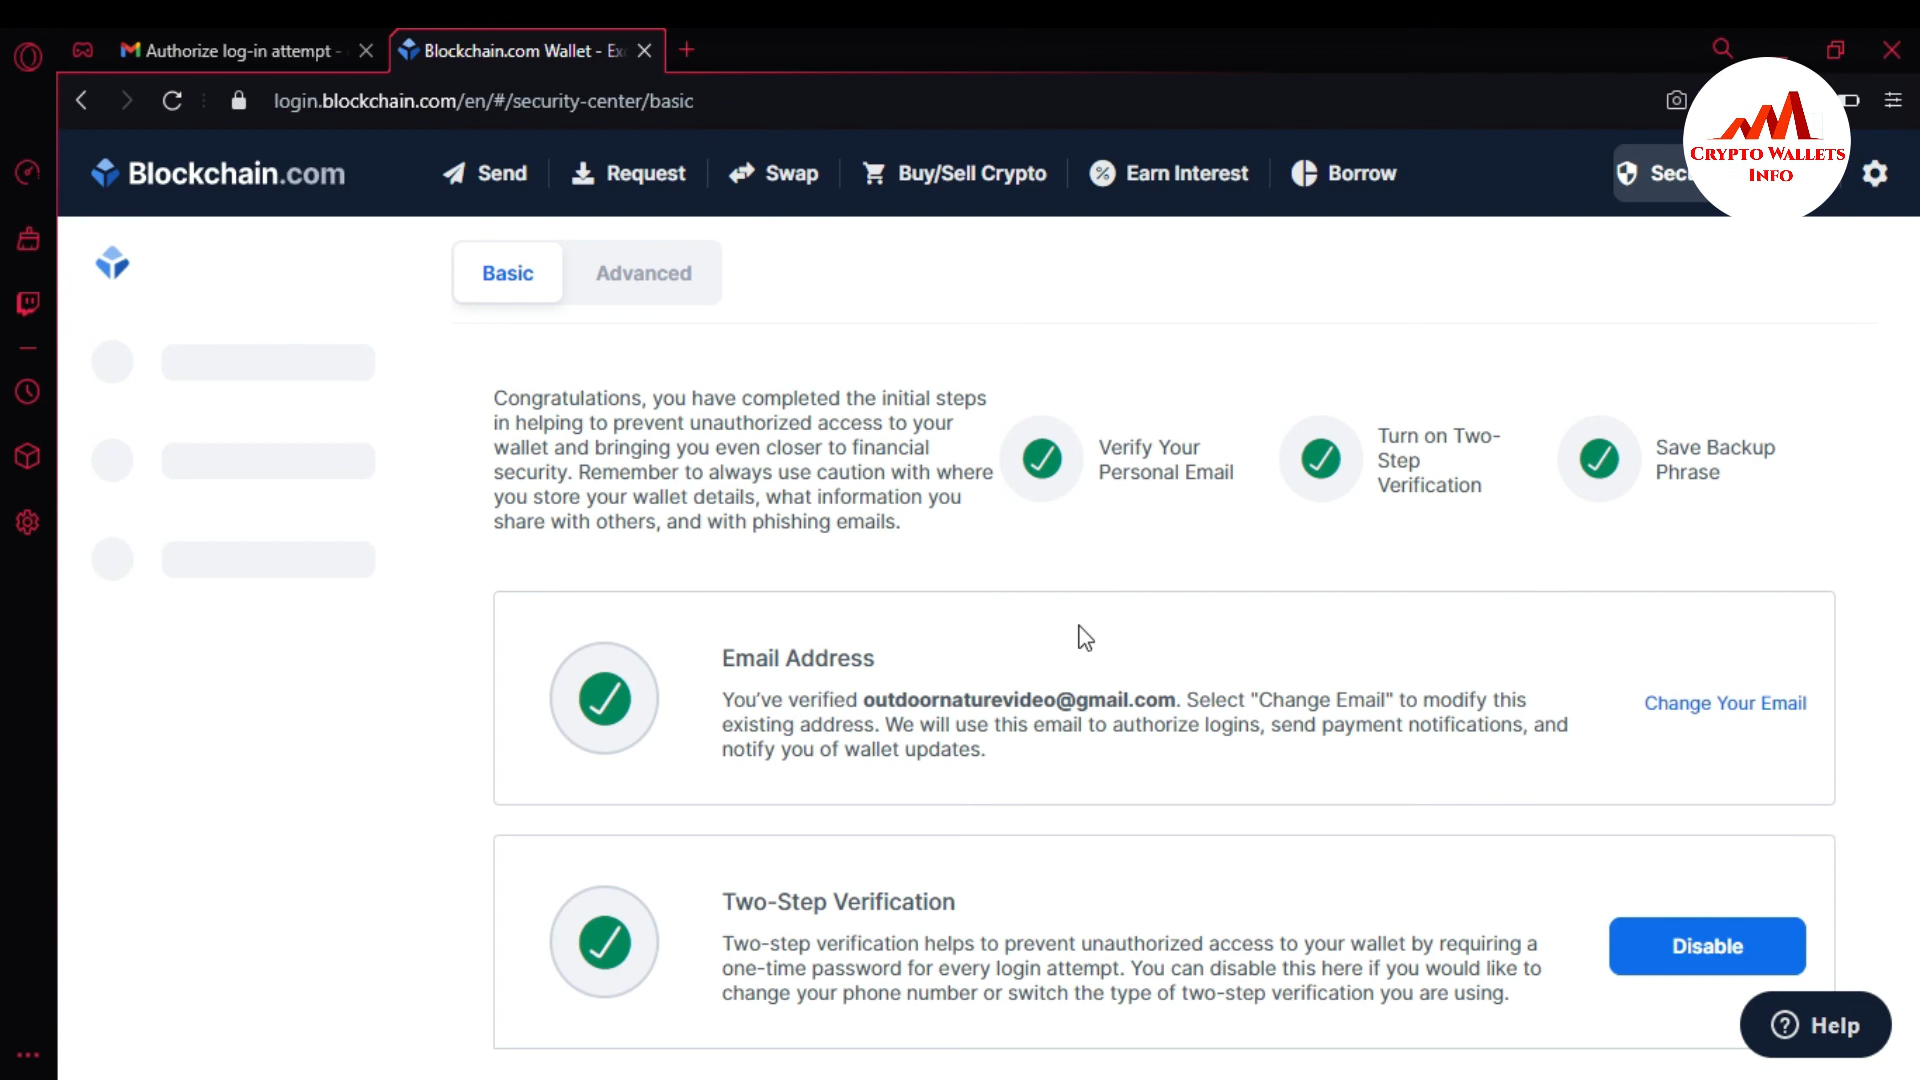 Authorize log-in attempt -
Blockchain.com Wallet - Ex
login.blockchain.com/en/#/security-center/basic
Blockchain.com
Send
Request
Swap
Buy/Sell Crypto
Earn Interest
Borrow
Sec
CRYPTO WALLETS
INFO
Basic
Advanced
Congratulations, you have completed the initial steps
in helping to prevent unauthorized access to your
wallet and bringing you even closer to financial
security. Remember to always use caution with where
you store your wallet details, what information you
share with others, and with phishing emails.
Verify Your
Personal Email
Turn on Two-
Step
Verification
Save Backup
Phrase
Email Address
You've verified outdoornaturevideo@gmail.com. Select "Change Email" to modify this
existing address. We will use this email to authorize logins, send payment notifications, and
notify you of wallet updates.
Change Your Email
Two-Step Verification
Two-step verification helps to prevent unauthorized access to your wallet by requiring a
one-time password for every login attempt. You can disable this here if you would like to
change your phone number or switch the type of two-step verification you are using.
Disable
Help